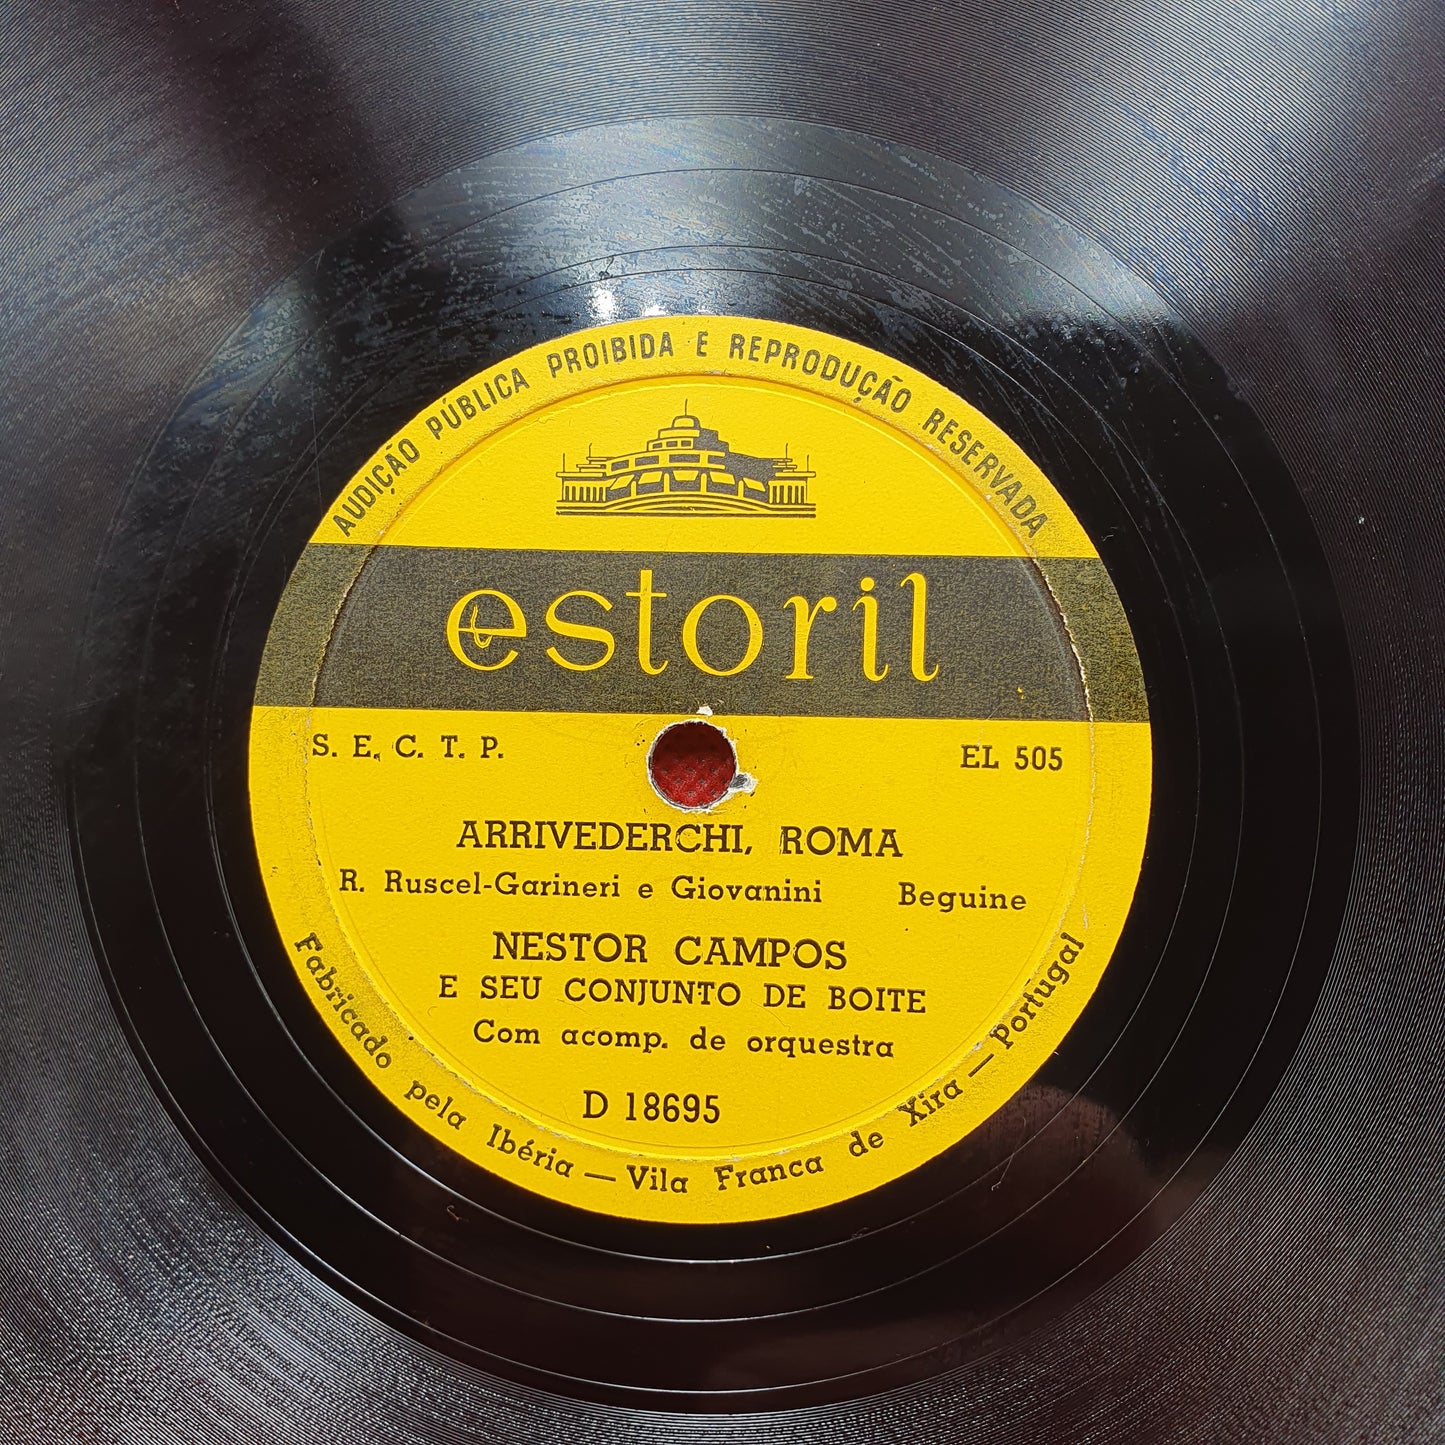 AUDIÇÃO PÚBLICA PROIBIDA E REPRODUÇÃO RESERVADA
estoril
S. E. C. T. P.
EL 505
ARRIVEDERCHI, ROMA
R. Ruscel-Garineri e Giovanini Beguine
NESTOR CAMPOS
E SEU CONJUNTO DE BOITE
Com acomp. de orquestra
D 18695
Fabricado pela Ibéria — Vila Franca de Xira — Portugal